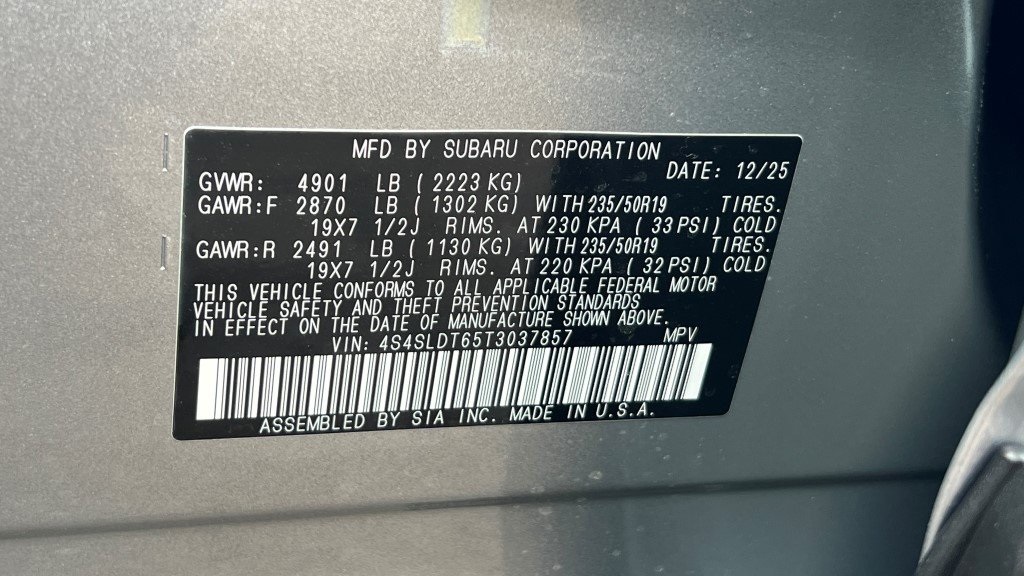 MFD BY SUBARU CORPORATION
DATE: 12/25
GVWR: 4901 LB (2223 KG)
GAWR:F 2870 LB (1302 KG) WITH 235/50R19 TIRES.
19X7 1/2J RIMS. AT 230 KPA (33 PSI) COLD
GAWR:R 2491 LB (1130 KG) WITH 235/50R19 TIRES.
19X7 1/2J RIMS. AT 220 KPA (32 PSI) COLD
THIS VEHICLE CONFORMS TO ALL APPLICABLE FEDERAL MOTOR
VEHICLE SAFETY AND THEFT PREVENTION STANDARDS
IN EFFECT ON THE DATE OF MANUFACTURE SHOWN ABOVE.
VIN: 4S4SLDT65T3037857 MPV
ASSEMBLED BY SIA INC. MADE IN U.S.A.